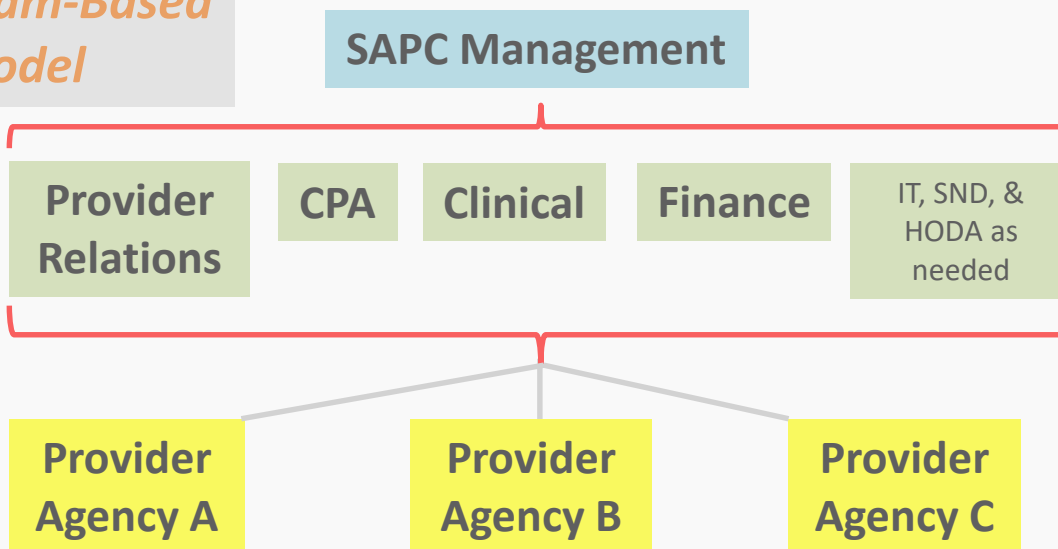 SAPC Management
Provider
Relations
CPA
Clinical
Finance
IT, SND, &
HODA as
needed
Provider
Agency A
Provider
Agency B
Provider
Agency C